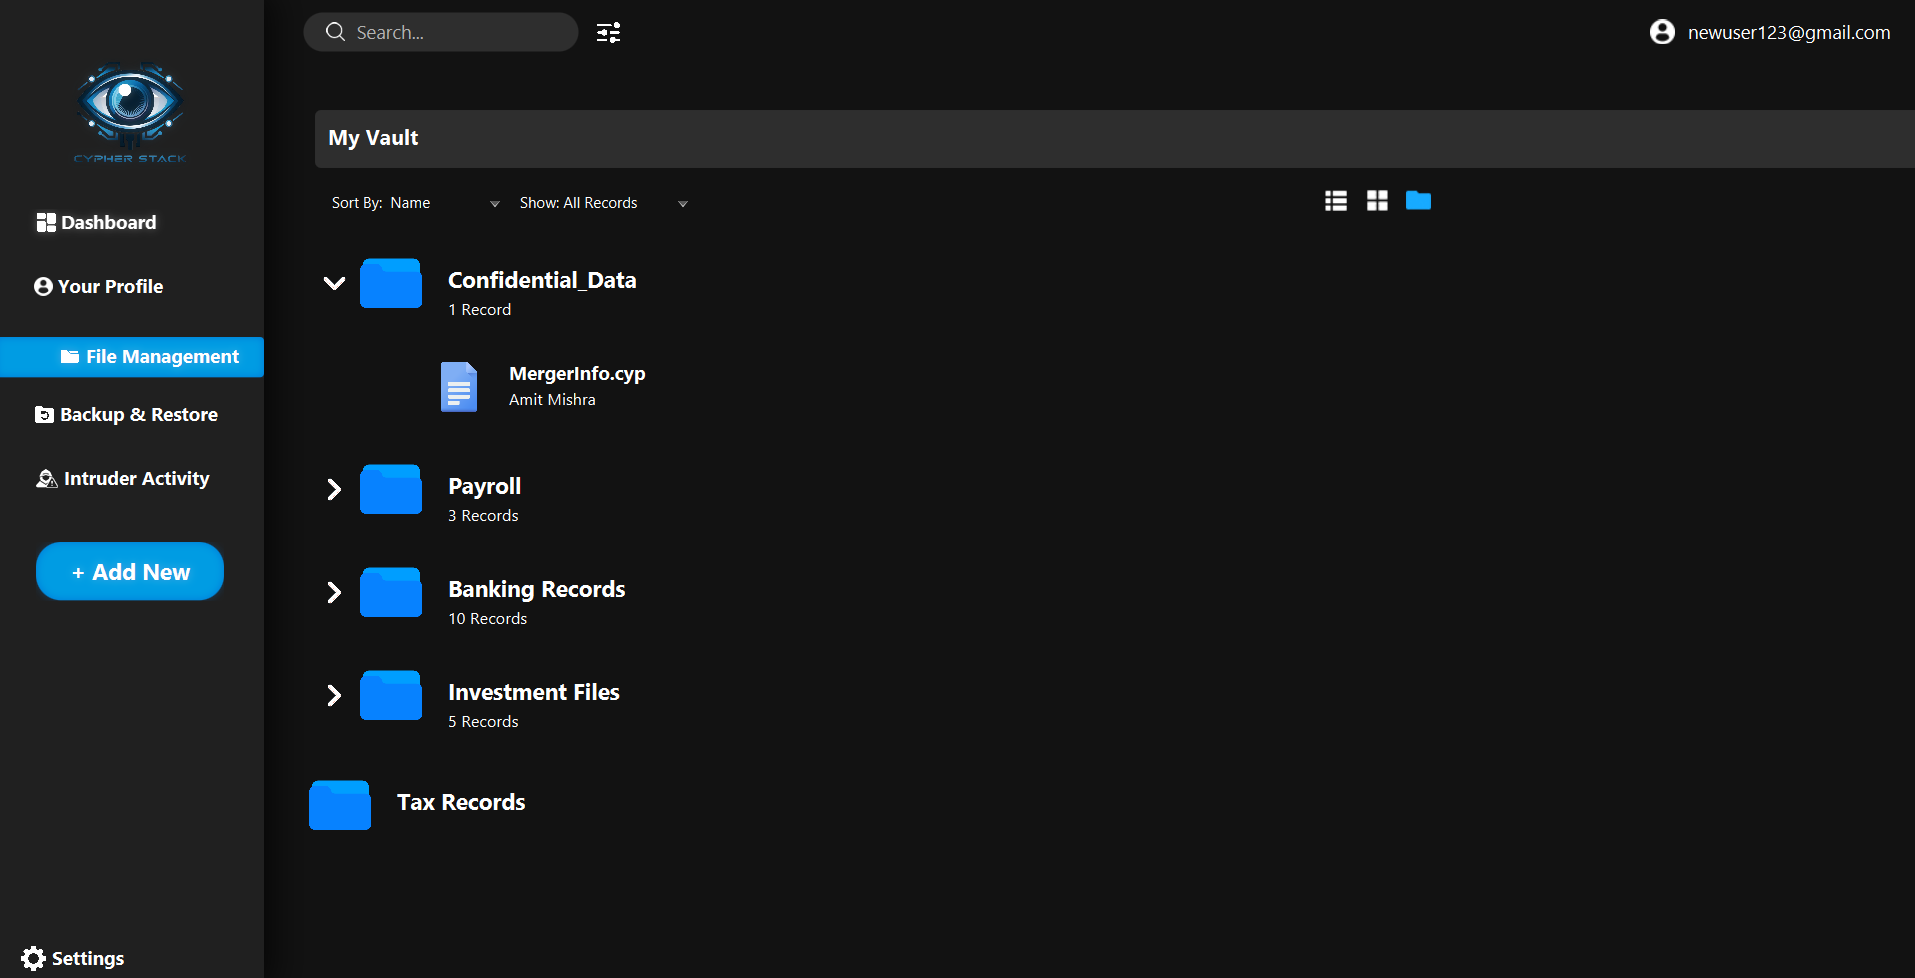 Search...
newuser123@gmail.com
CYPHER STACK
My Vault
Sort By: Name
Show: All Records
Dashboard
Your Profile
File Management
Backup & Restore
Intruder Activity
+ Add New
Settings
Confidential_Data
1 Record
MergerInfo.cyp
Amit Mishra
Payroll
3 Records
Banking Records
10 Records
Investment Files
5 Records
Tax Records